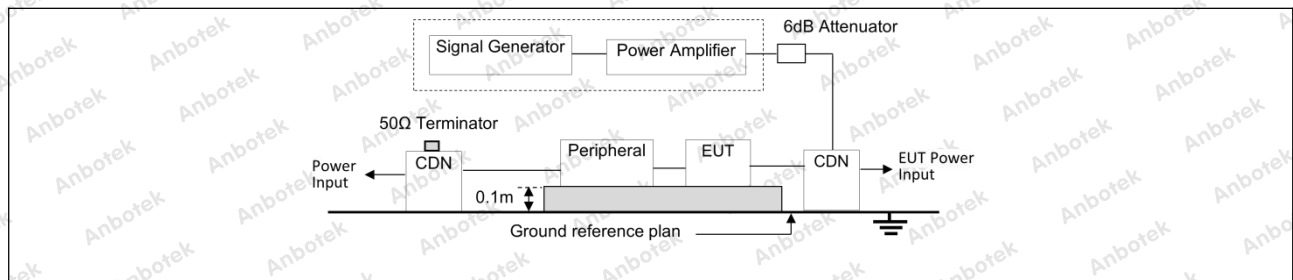 6dB Attenuator
Signal Generator
Power Amplifier
50Ω Terminator
CDN
Power
Input
Peripheral
EUT
CDN
EUT Power
Input
0.1m
Ground reference plan
Anbotek